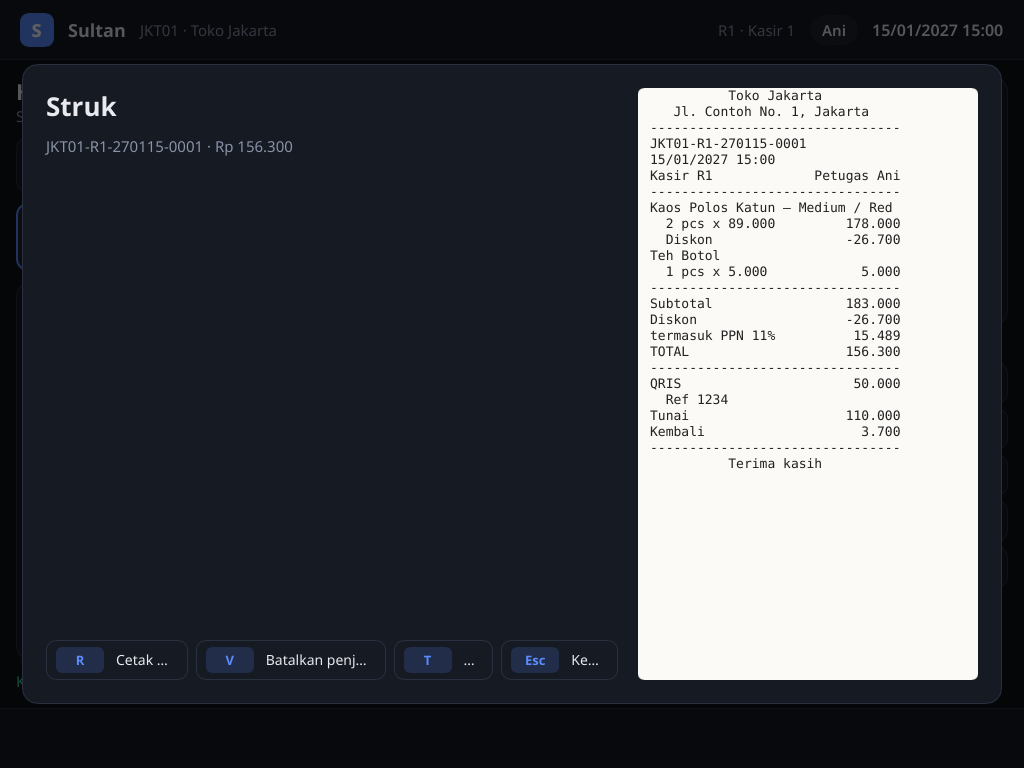 S Sultan JKT01 · Toko Jakarta R1 · Kasir 1 Ani 15/01/2027 15:00
Struk
JKT01-R1-270115-0001 · Rp 156.300
Toko Jakarta
Jl. Contoh No. 1, Jakarta
--------------------------------
JKT01-R1-270115-0001
15/01/2027 15:00
Kasir R1 Petugas Ani
--------------------------------
Kaos Polos Katun — Medium / Red
2 pcs x 89.000 178.000
Diskon -26.700
Teh Botol
1 pcs x 5.000 5.000
--------------------------------
Subtotal 183.000
Diskon -26.700
termasuk PPN 11% 15.489
TOTAL 156.300
--------------------------------
QRIS 50.000
Ref 1234
Tunai 110.000
Kembali 3.700
--------------------------------
Terima kasih
R Cetak ... V Batalkan penj... T ... Esc Ke...